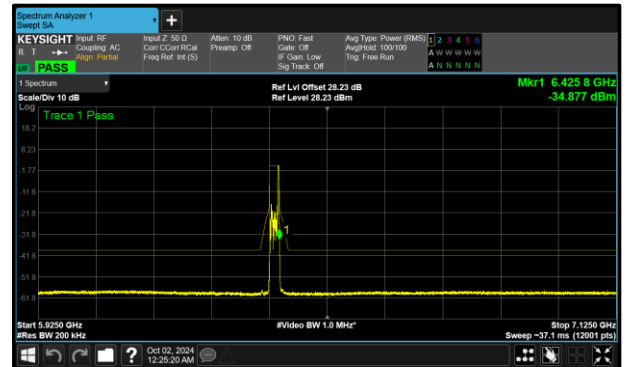 Spectrum Analyzer 1
Swept SA
+
KEYSIGHT Input: RF Input Z: 50 Ω Atten: 10 dB PNO: Fast Avg Type: Power (RMS) 1 2 3 4 5 6
R T Coupling: AC Corr CCorr RCal Preamp: Off Gate: Off Avg|Hold: 100/100 A W W W W W
Align: Partial Freq Ref: Int (S) IF Gain: Low Trig: Free Run
PASS Sig Track: Off A N N N N N
1 Spectrum Ref Lvl Offset 28.23 dB Mkr1 6.425 8 GHz
Scale/Div 10 dB Ref Level 28.23 dBm -34.877 dBm
Log
Trace 1 Pass
18.2
8.23
-1.77
-11.8
-21.8
1
-31.8
-41.8
-51.8
-61.8
Start 5.9250 GHz #Video BW 1.0 MHz* Stop 7.1250 GHz
#Res BW 200 kHz Sweep ~37.1 ms (12001 pts)
? Oct 02, 2024
12:25:20 AM